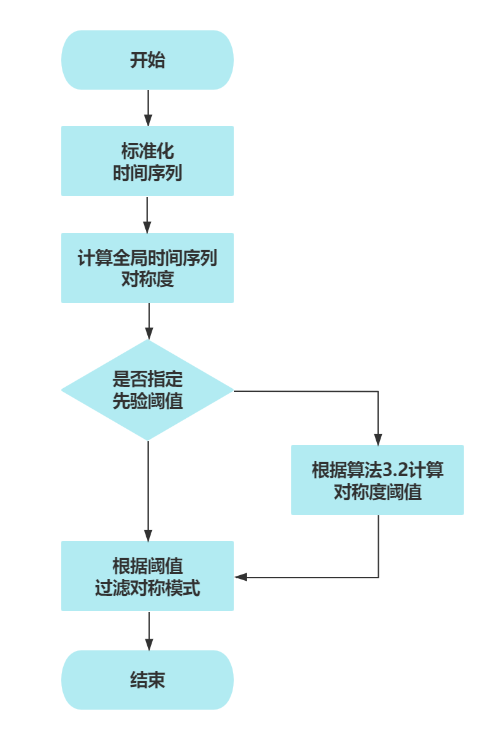 开始
标准化
时间序列
计算全局时间序列
对称度
是否指定
先验阈值
根据算法3.2计算
对称度阈值
根据阈值
过滤对称模式
结束